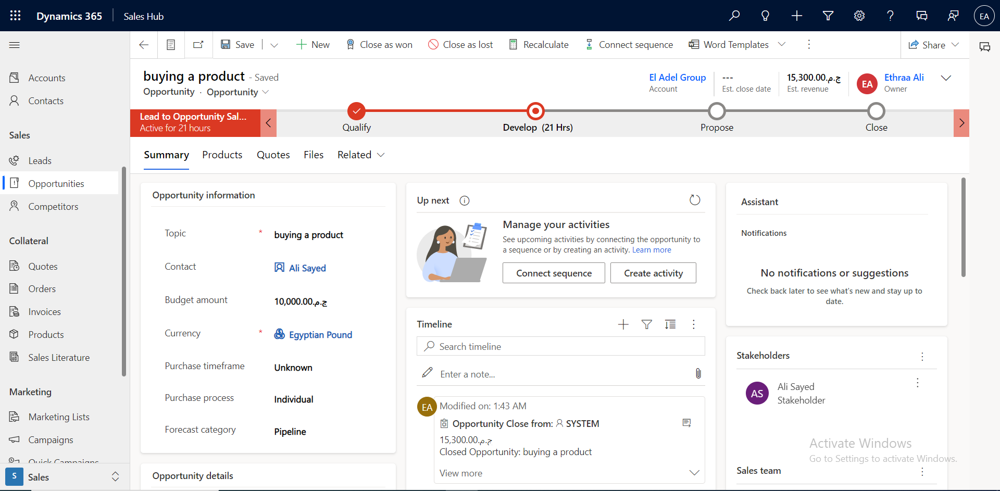 Dynamics 365
Sales Hub
EA
Save
New
Close as won
Close as lost
Recalculate
Connect sequence
Word Templates
Share
Accounts
Contacts
Sales
Leads
Opportunities
Competitors
Collateral
Quotes
Orders
Invoices
Products
Sales Literature
Marketing
Marketing Lists
Campaigns
Quick Campaigns
S
Sales
buying a product - Saved
Opportunity · Opportunity
El Adel Group
Account
---
Est. close date
ج.م.15,300.00
Est. revenue
EA
Ethraa Ali
Owner
Lead to Opportunity Sal...
Active for 21 hours
Qualify
Develop (21 Hrs)
Propose
Close
Summary
Products
Quotes
Files
Related
Opportunity information
Topic * buying a product
Contact Ali Sayed
Budget amount ج.م.10,000.00
Currency * Egyptian Pound
Purchase timeframe Unknown
Purchase process Individual
Forecast category Pipeline
Opportunity details
Up next
Manage your activities
See upcoming activities by connecting the opportunity to
a sequence or by creating an activity. Learn more
Connect sequence
Create activity
Timeline
Search timeline
Enter a note...
EA
Modified on: 1:43 AM
Opportunity Close from: SYSTEM
ج.م.15,300.00
Closed Opportunity: buying a product
View more
Assistant
Notifications
No notifications or suggestions
Check back later to see what's new and stay up to
date.
Stakeholders
AS
Ali Sayed
Stakeholder
Activate Windows
Go to Settings to activate Windows.
Sales team